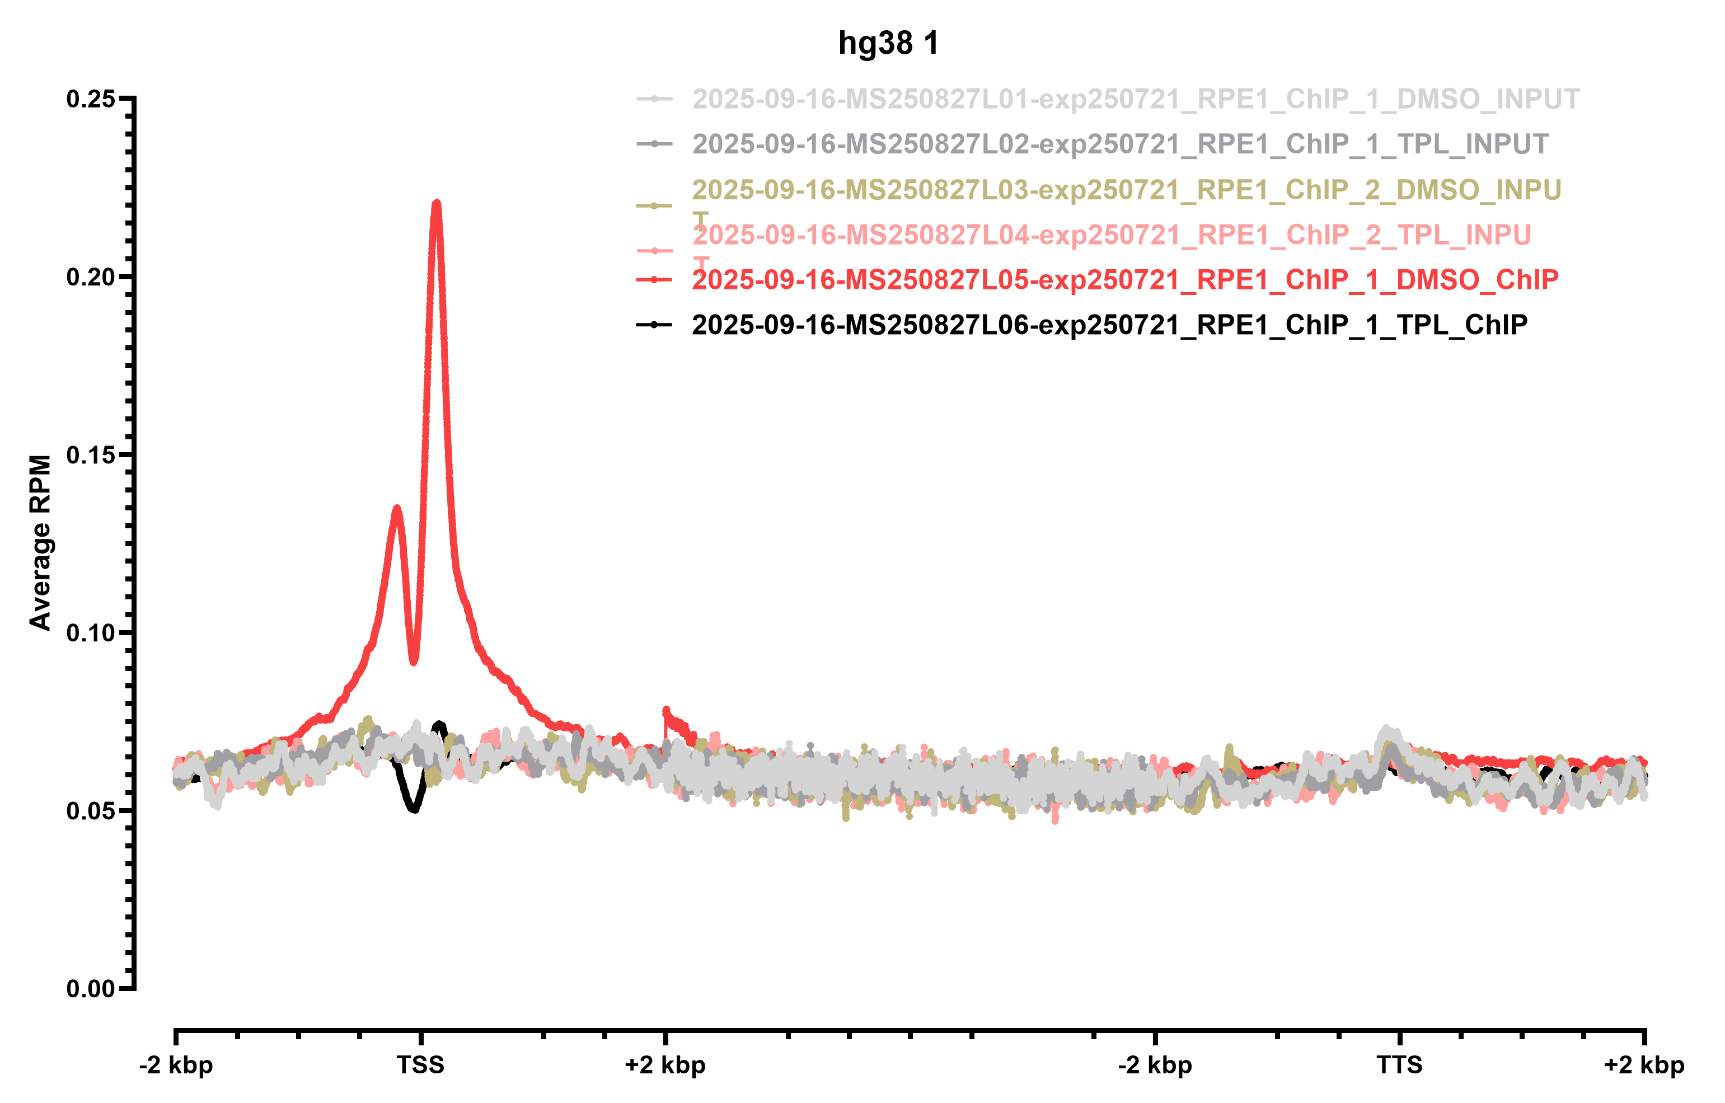 hg38 1
2025-09-16-MS250827L01-exp250721_RPE1_ChIP_1_DMSO_INPUT
2025-09-16-MS250827L02-exp250721_RPE1_ChIP_1_TPL_INPUT
2025-09-16-MS250827L03-exp250721_RPE1_ChIP_2_DMSO_INPU
T
2025-09-16-MS250827L04-exp250721_RPE1_ChIP_2_TPL_INPU
T
2025-09-16-MS250827L05-exp250721_RPE1_ChIP_1_DMSO_ChIP
2025-09-16-MS250827L06-exp250721_RPE1_ChIP_1_TPL_ChIP
Average RPM
0.25
0.20
0.15
0.10
0.05
0.00
-2 kbp TSS +2 kbp -2 kbp TTS +2 kbp